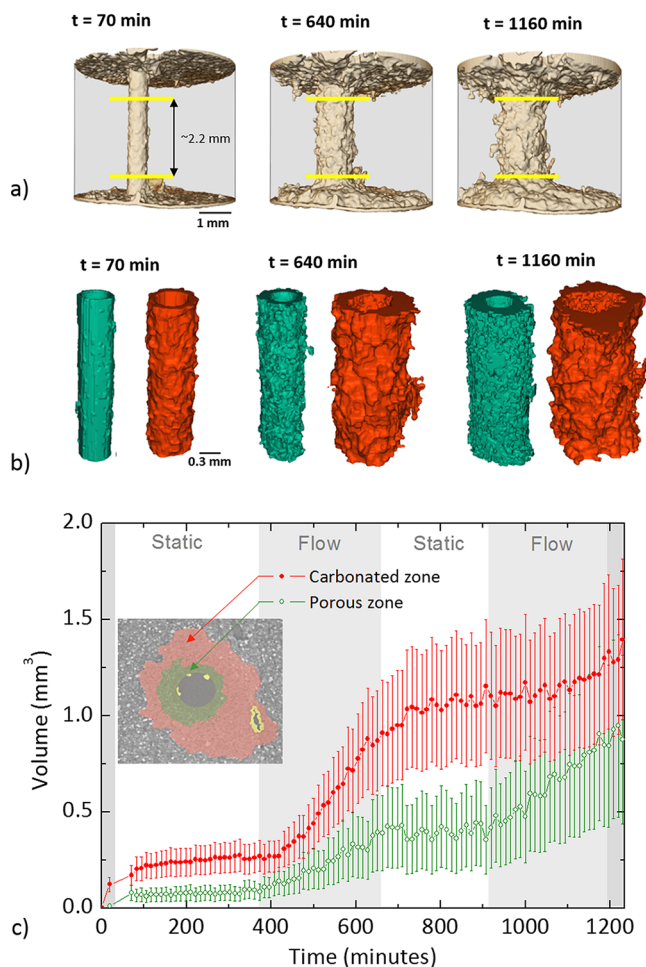 t = 70 min
t = 640 min
t = 1160 min
~2.2 mm
a)
1 mm
t = 70 min
t = 640 min
t = 1160 min
0.3 mm
b)
2.0
Static
Flow
Static
Flow
Carbonated zone
Porous zone
1.5
1.0
0.5
0.0
Volume (mm³)
0
200
400
600
800
1000
1200
c)
Time (minutes)